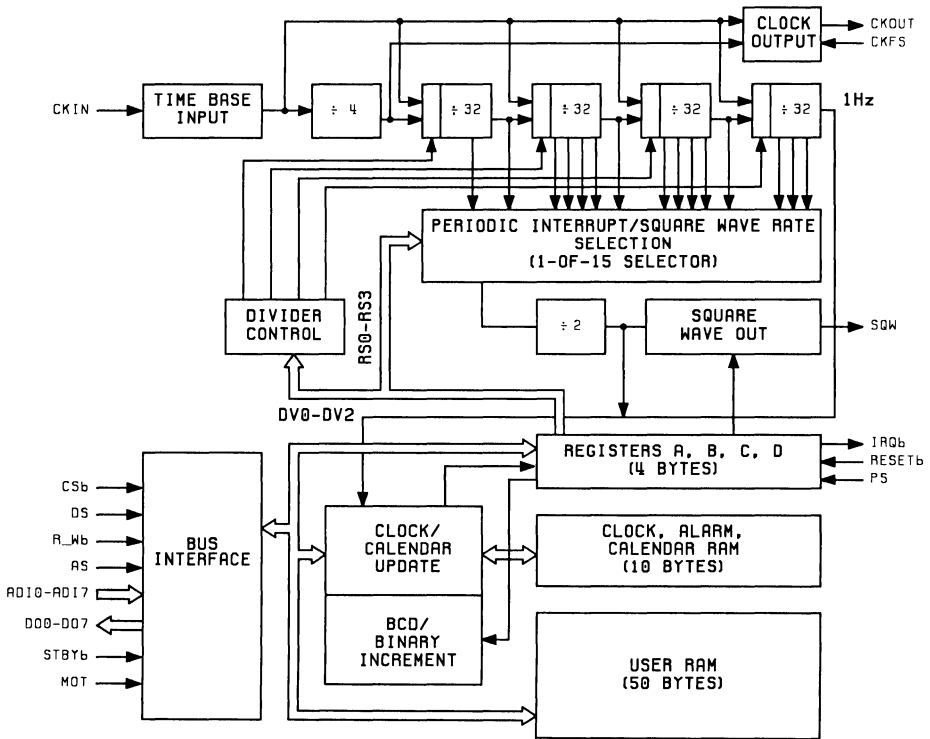 CLOCK
OUTPUT
CKOUT
CKFS
CKIN
TIME BASE
INPUT
÷ 4
÷ 32
÷ 32
÷ 32
÷ 32
1Hz
PERIODIC INTERRUPT/SQUARE WAVE RATE
SELECTION
(1-OF-15 SELECTOR)
DIVIDER
CONTROL
RS0-RS3
÷ 2
SQUARE
WAVE OUT
SQW
DV0-DV2
REGISTERS A, B, C, D
(4 BYTES)
IRQb
RESETb
PS
BUS
INTERFACE
CSb
DS
R_Wb
AS
ADI0-ADI7
DO0-DO7
STBYb
MOT
CLOCK/
CALENDAR
UPDATE
BCD/
BINARY
INCREMENT
CLOCK, ALARM,
CALENDAR RAM
(10 BYTES)
USER RAM
(50 BYTES)